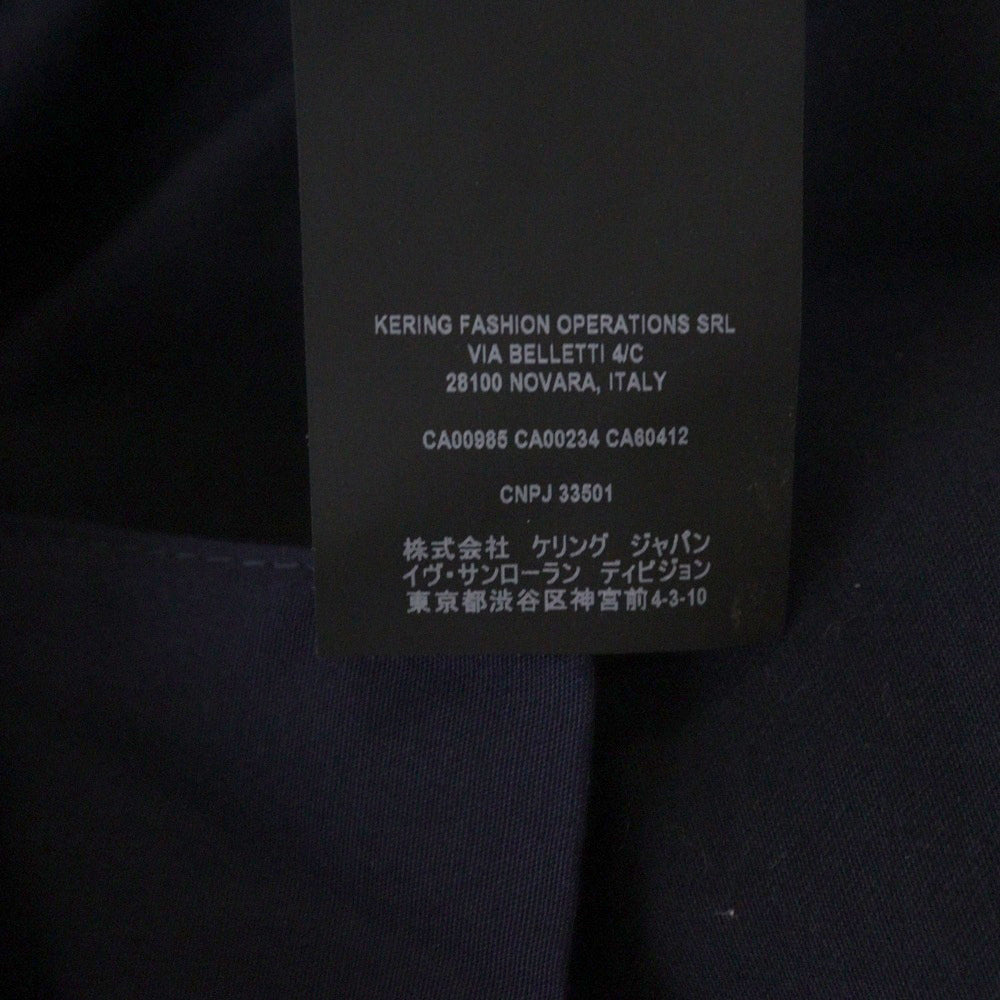 KERING FASHION OPERATIONS SRL
VIA BELLETTI 4/C
28100 NOVARA, ITALY
CA00985 CA00234 CA60412
CNPJ 33501
株式会社 ケリング ジャパン
イヴ・サンローラン ディビジョン
東京都渋谷区神宮前4-3-10